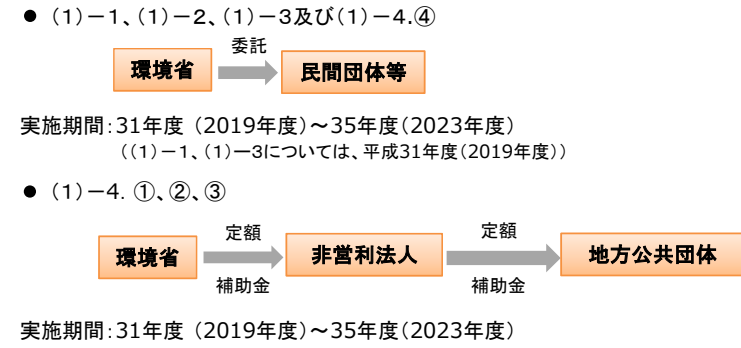 ● (1)－1、(1)－2、(1)－3及び(1)－4.④
委託
環境省 民間団体等
実施期間:31年度 (2019年度)～35年度(2023年度)
((1)－1、(1)ー3については、平成31年度(2019年度))
● (1)－4. ①、②、③
定額 定額
環境省 非営利法人 地方公共団体
補助金 補助金
実施期間:31年度 (2019年度)～35年度(2023年度)